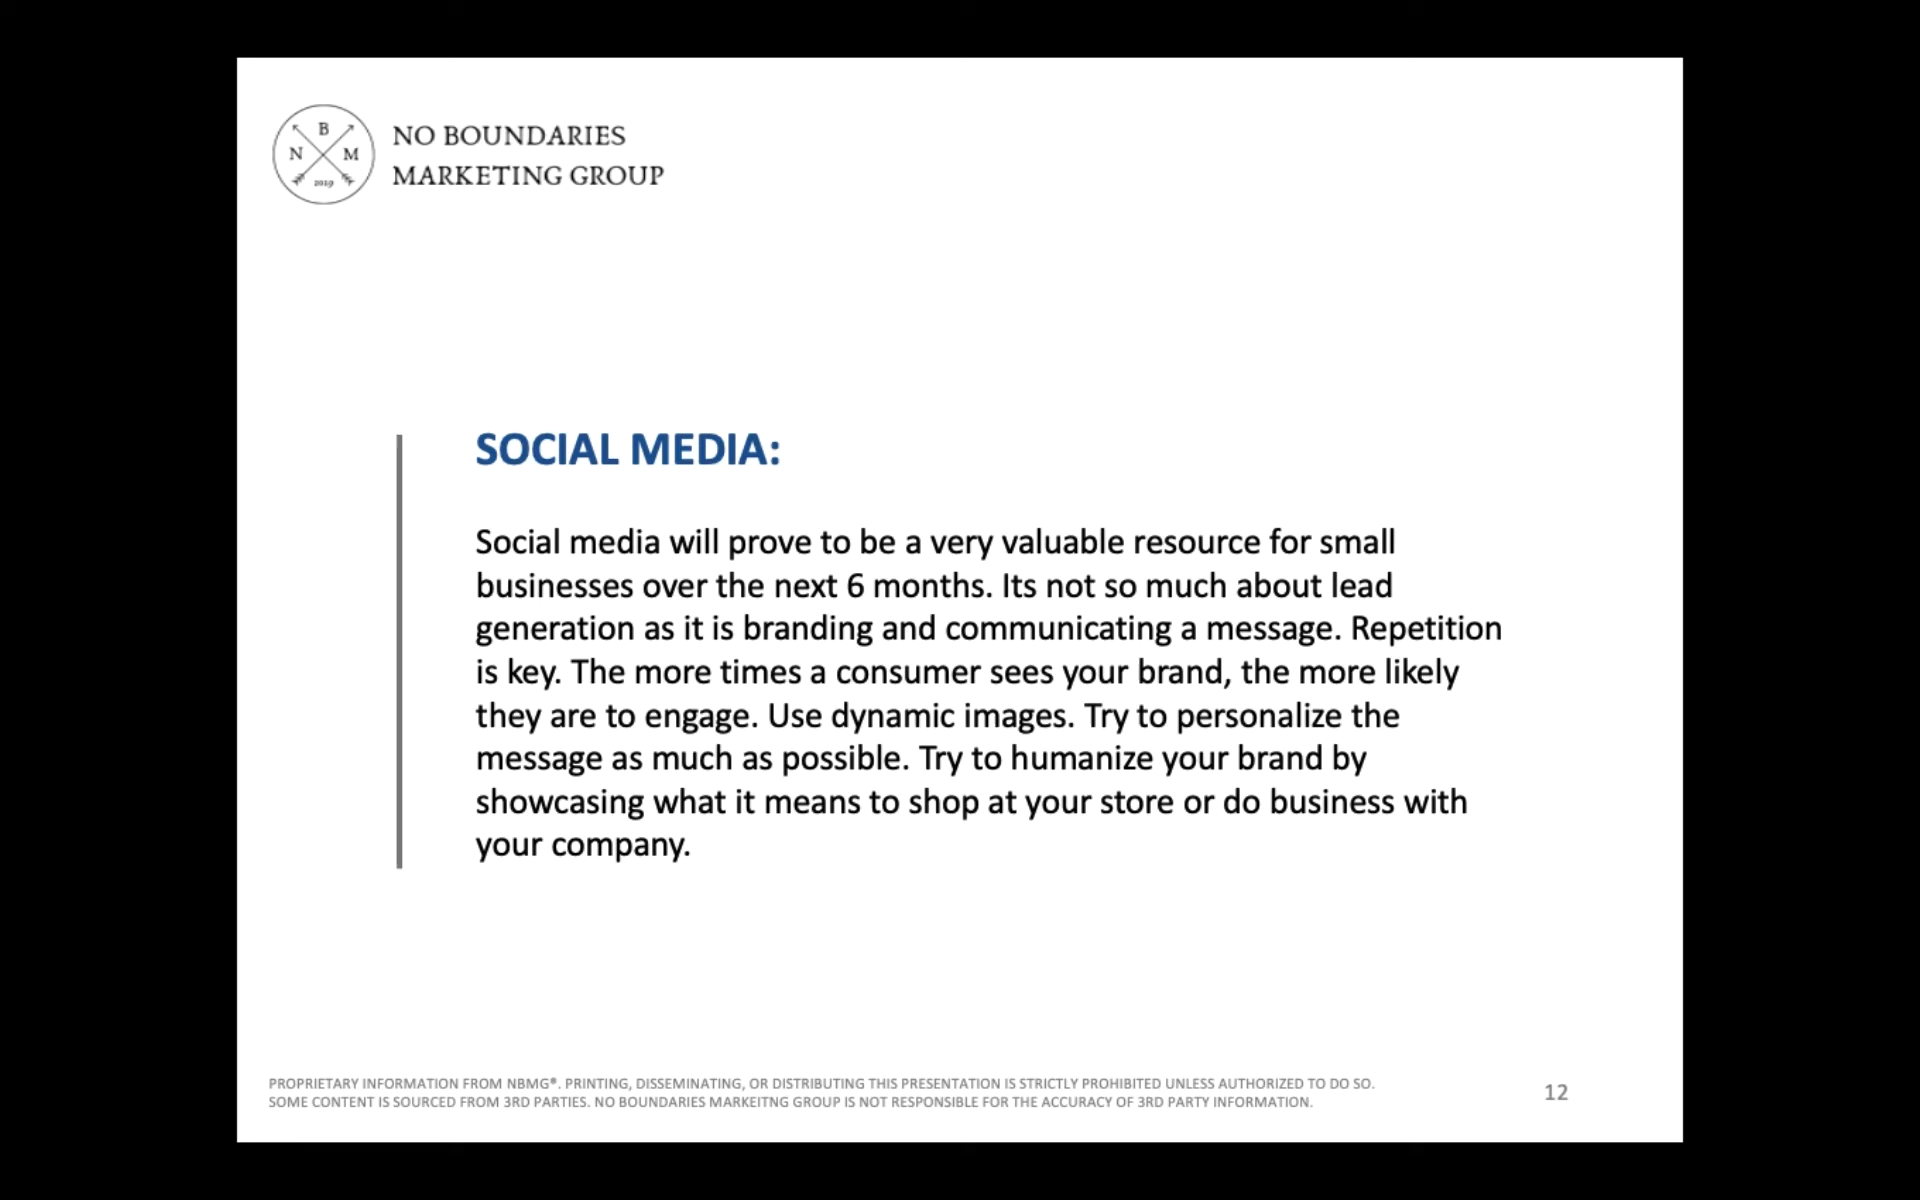 B
N M
2019
NO BOUNDARIES
MARKETING GROUP
SOCIAL MEDIA:
Social media will prove to be a very valuable resource for small
businesses over the next 6 months. Its not so much about lead
generation as it is branding and communicating a message. Repetition
is key. The more times a consumer sees your brand, the more likely
they are to engage. Use dynamic images. Try to personalize the
message as much as possible. Try to humanize your brand by
showcasing what it means to shop at your store or do business with
your company.
PROPRIETARY INFORMATION FROM NBMG®. PRINTING, DISSEMINATING, OR DISTRIBUTING THIS PRESENTATION IS STRICTLY PROHIBITED UNLESS AUTHORIZED TO DO SO.
SOME CONTENT IS SOURCED FROM 3RD PARTIES. NO BOUNDARIES MARKEITNG GROUP IS NOT RESPONSIBLE FOR THE ACCURACY OF 3RD PARTY INFORMATION.
12